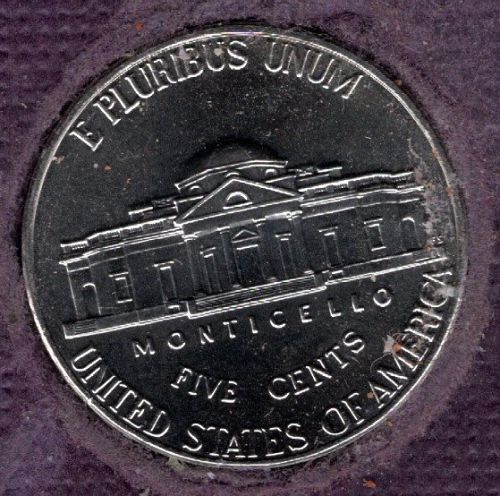 E PLURIBUS UNUM
MONTICELLO
FIVE CENTS
UNITED STATES OF AMERICA